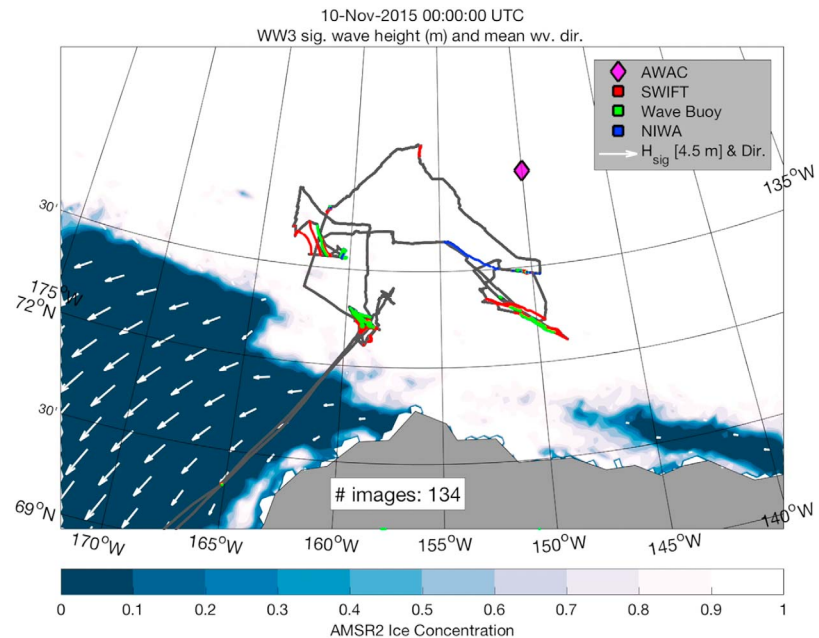 10-Nov-2015 00:00:00 UTC
WW3 sig. wave height (m) and mean wv. dir.
AWAC
SWIFT
Wave Buoy
NIWA
H_sig [4.5 m] & Dir.
135°W
30'
175°W
72°N
30'
# images: 134
69°N
140°W
170°W 165°W 160°W 155°W 150°W 145°W
0 0.1 0.2 0.3 0.4 0.5 0.6 0.7 0.8 0.9 1
AMSR2 Ice Concentration